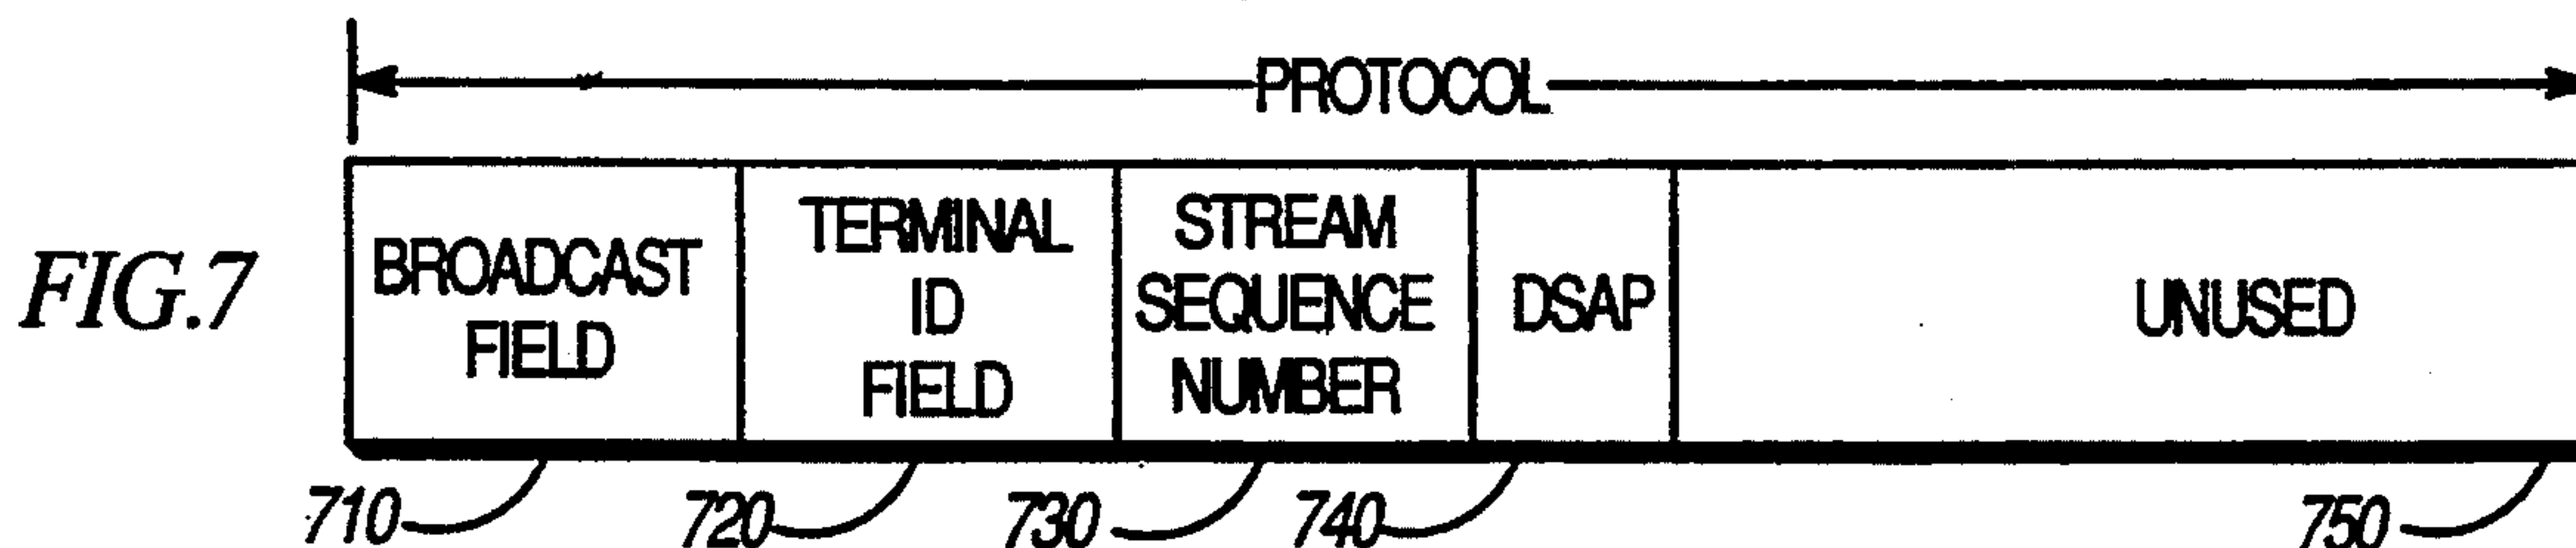 PROTOCOL
FIG.7
BROADCAST
FIELD
TERMINAL
ID
FIELD
STREAM
SEQUENCE
NUMBER
DSAP
UNUSED
710
720
730
740
750